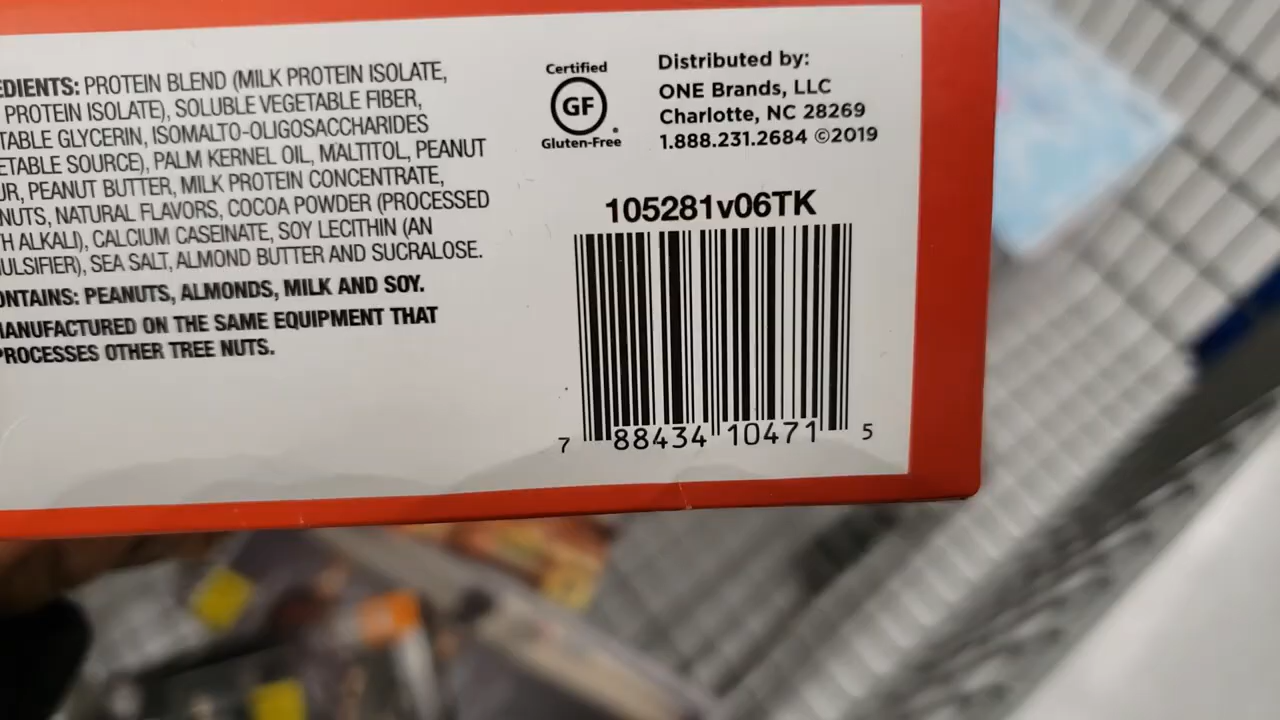 EDIENTS: PROTEIN BLEND (MILK PROTEIN ISOLATE,
PROTEIN ISOLATE), SOLUBLE VEGETABLE FIBER,
TABLE GLYCERIN, ISOMALTO-OLIGOSACCHARIDES
ETABLE SOURCE), PALM KERNEL OIL, MALTITOL, PEANUT
UR, PEANUT BUTTER, MILK PROTEIN CONCENTRATE,
NUTS, NATURAL FLAVORS, COCOA POWDER (PROCESSED
H ALKALI), CALCIUM CASEINATE, SOY LECITHIN (AN
ULSIFIER), SEA SALT, ALMOND BUTTER AND SUCRALOSE.
ONTAINS: PEANUTS, ALMONDS, MILK AND SOY.
MANUFACTURED ON THE SAME EQUIPMENT THAT
PROCESSES OTHER TREE NUTS.
Certified
GF
Gluten-Free
Distributed by:
ONE Brands, LLC
Charlotte, NC 28269
1.888.231.2684 ©2019
105281v06TK
7 88434 10471 5